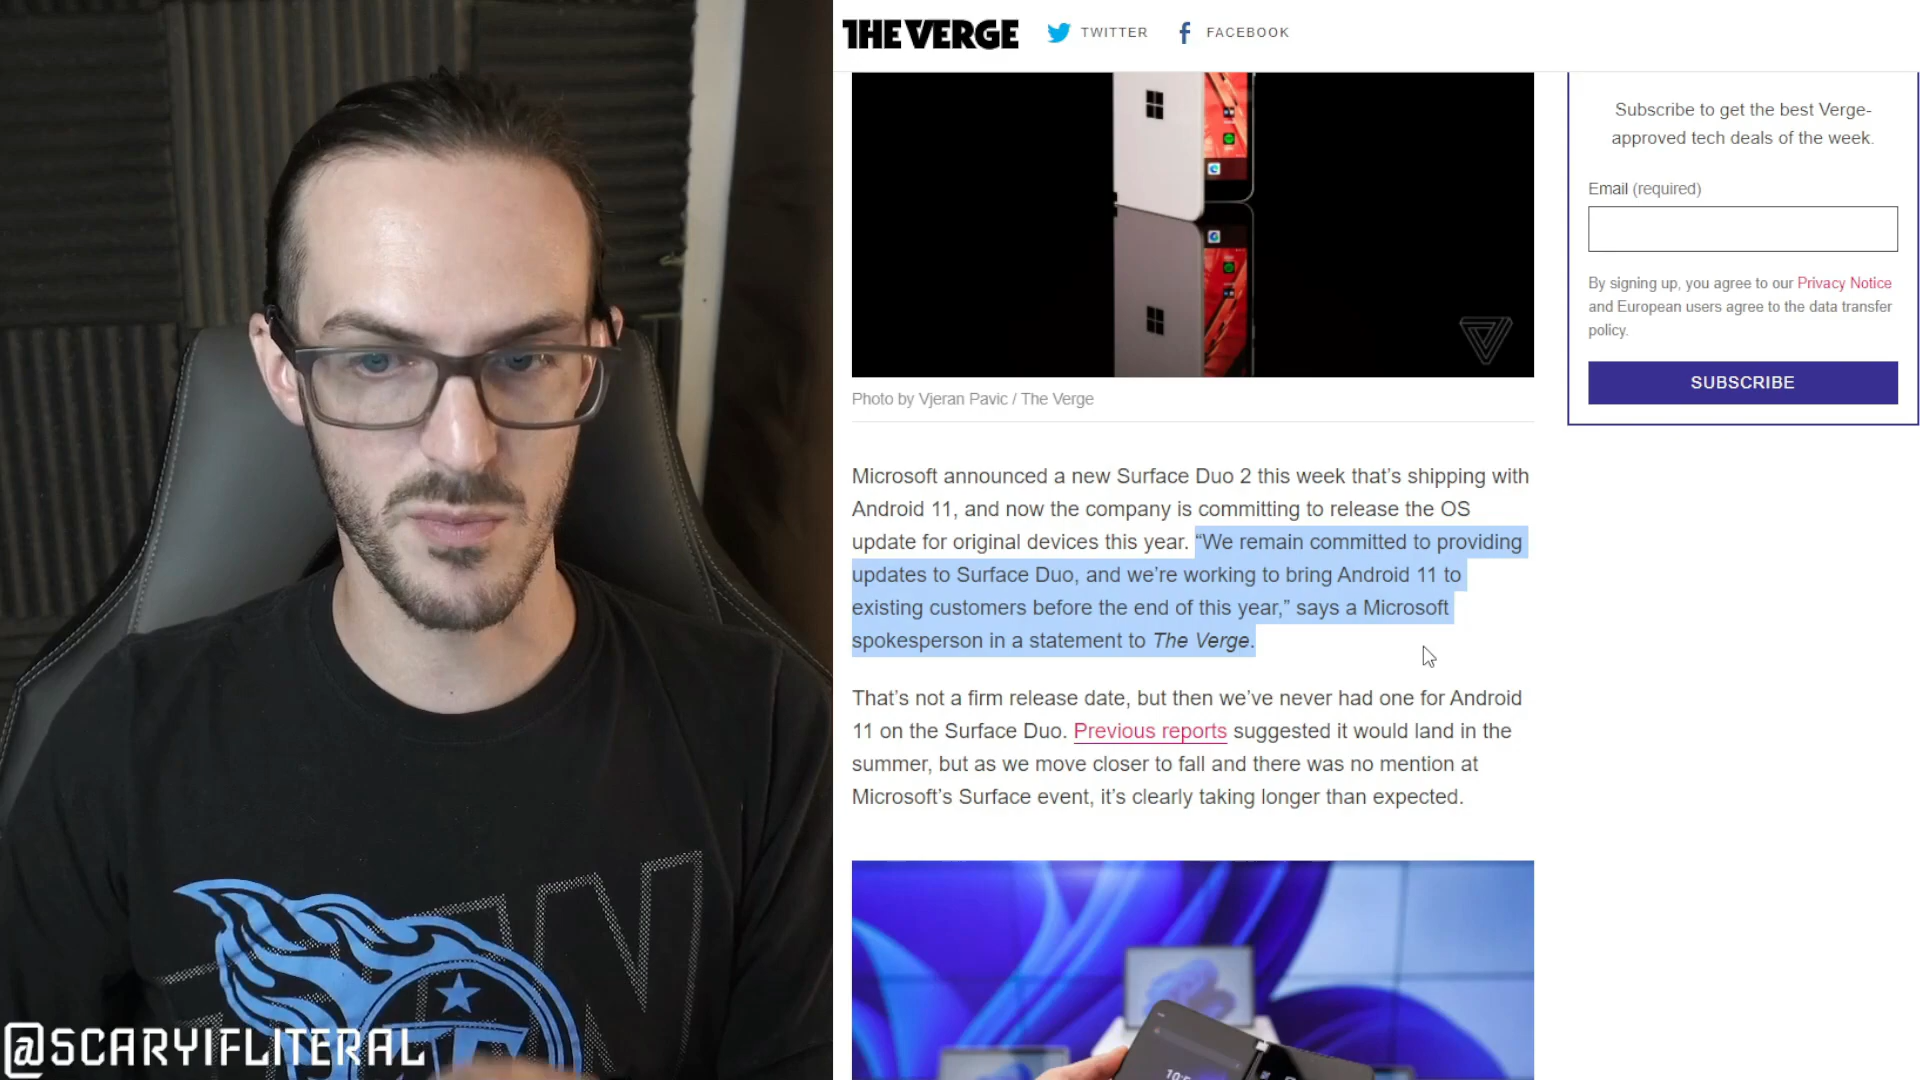 THE VERGE
TWITTER
FACEBOOK
Photo by Vjeran Pavic / The Verge
Microsoft announced a new Surface Duo 2 this week that’s shipping with
Android 11, and now the company is committing to release the OS
update for original devices this year. “We remain committed to providing
updates to Surface Duo, and we’re working to bring Android 11 to
existing customers before the end of this year,” says a Microsoft
spokesperson in a statement to The Verge.
That’s not a firm release date, but then we’ve never had one for Android
11 on the Surface Duo. Previous reports suggested it would land in the
summer, but as we move closer to fall and there was no mention at
Microsoft’s Surface event, it’s clearly taking longer than expected.
Subscribe to get the best Verge-
approved tech deals of the week.
Email (required)
By signing up, you agree to our Privacy Notice
and European users agree to the data transfer
policy.
SUBSCRIBE
@SCARYIFLITERAL